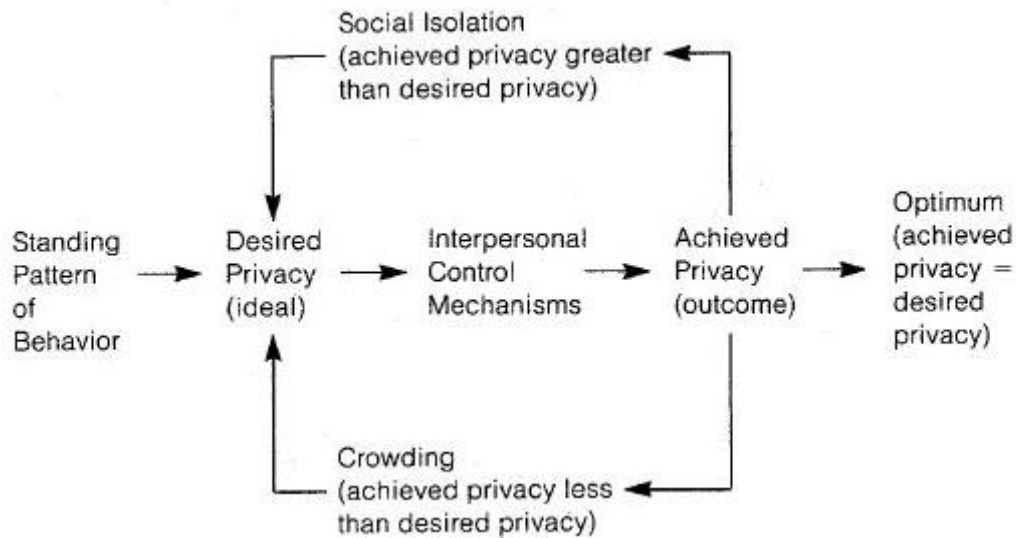 Social Isolation
(achieved privacy greater
than desired privacy)
Standing
Pattern
of
Behavior
Desired
Privacy
(ideal)
Interpersonal
Control
Mechanisms
Achieved
Privacy
(outcome)
Optimum
(achieved
privacy =
desired
privacy)
Crowding
(achieved privacy less
than desired privacy)